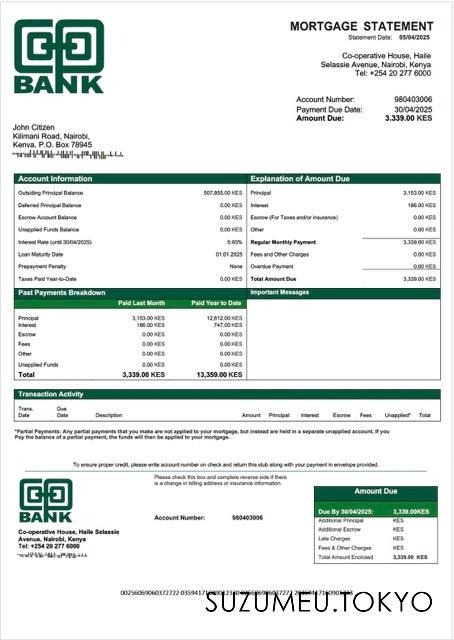 MORTGAGE STATEMENT
Statement Date: 05/04/2025
BANK
Co-operative House, Haile
Selassie Avenue, Nairobi, Kenya
Tel: +254 20 277 6000
Account Number: 980403006
Payment Due Date: 30/04/2025
Amount Due: 3.339.00 KES
John Citizen
Kilimani Road, Nairobi,
Kenya, P.O. Box 78945
Account Information
Outsiding Principal Balance 507,855.00 KES
Deferred Principal Balance 0.00 KES
Escrow Account Balance 0.00 KES
Unapplied Funds Balance 0.00 KES
Interest Rate (until 30/04/2025) 5.93%
Loan Maturity Date 01.01.2025
Prepayment Penalty None
Taxes Paid Year-to-Date 0.00 KES
Explanation of Amount Due
Principal 3,153.00 KES
Interest 186.00 KES
Escrow (For Taxes and/or insurance) 0.00 KES
Other 0.00 KES
Regular Monthly Payment 3,339.00 KES
Fees and Other Charges 0.00 KES
Overdue Payment 0.00 KES
Total Amount Due 3,339.00 KES
Past Payments Breakdown
Paid Last Month Paid Year to Date
Principal 3,153.00 KES 12,612.00 KES
Interest 186.00 KES 747.00 KES
Escrow 0.00 KES 0.00 KES
Fees 0.00 KES 0.00 KES
Other 0.00 KES 0.00 KES
Unapplied Funds 0.00 KES 0.00 KES
Total 3,339.00 KES 13,359.00 KES
Important Messages
Transaction Activity
Trans. Date Due Date Description Amount Principal Interest Escrow Fees Unapplied* Total
*Partial Payments: Any partial payments that you make are not applied to your mortgage, but instead are held in a separate unapplied account. If you
Pay the balance of a partial payment, the funds will then be applied to your mortgage.
To ensure proper credit, please write account number on check and return this stub along with your payment in envelope provided.
Please check this box and complete reverse side if there
is a change in billing address or insurance information.
BANK
Account Number: 980403006
Co-operative House, Haile Selassie
Avenue, Nairobi, Kenya
Tel: +254 20 277 6000
Amount Due
Due By 30/04/2025: 3,339.00KES
Additional Principal KES
Additional Escrow KES
Late Charges KES
Fees & Other Charges KES
Total Amount Enclosed 3,339.00 KES
SUZUMEU.TOKYO